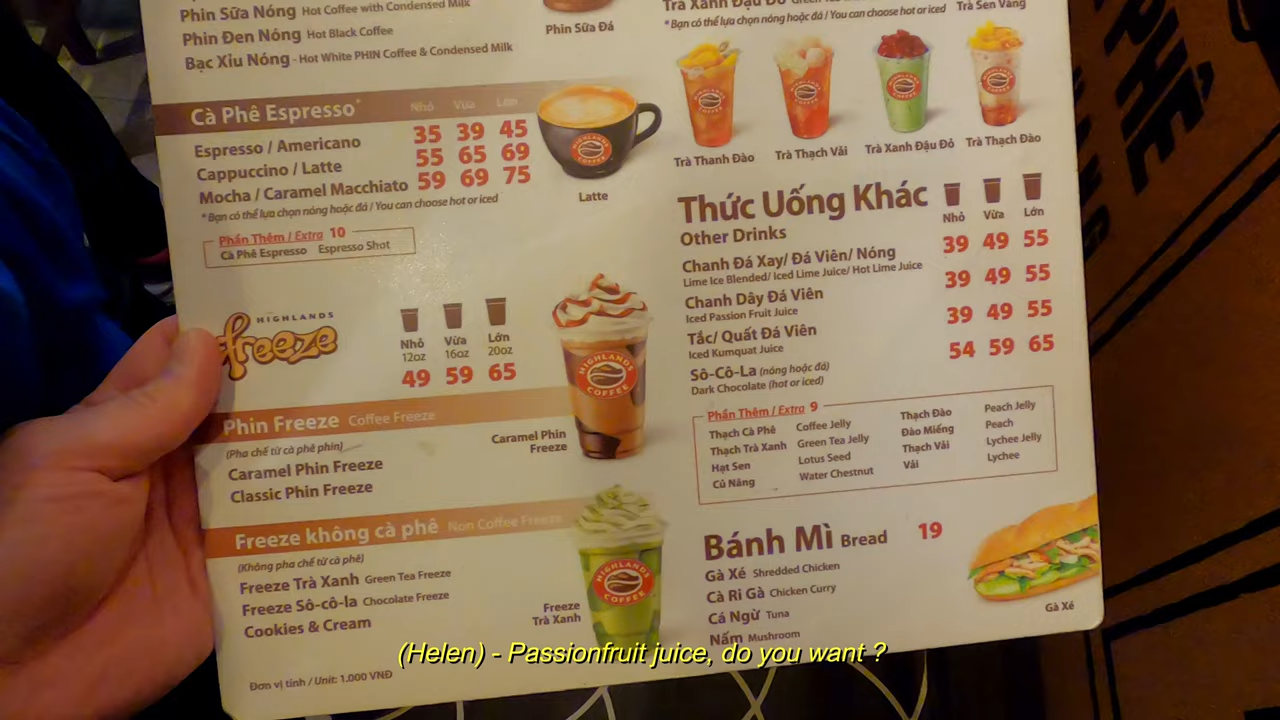 Phin Sữa Nóng Hot Coffee with Condensed Milk
Phin Đen Nóng Hot Black Coffee
Bạc Xỉu Nóng - Hot White PHIN Coffee & Condensed Milk
Phin Sữa Đá
Cà Phê Espresso* Nhỏ Vừa Lớn
Espresso / Americano 35 39 45
Cappuccino / Latte 55 65 69
Mocha / Caramel Macchiato 59 69 75
*Bạn có thể lựa chọn nóng hoặc đá / You can choose hot or iced
Phần Thêm / Extra 10
Cà Phê Espresso Espresso Shot
HIGHLANDS COFFEE
Latte
HIGHLANDS
freeze
Nhỏ Vừa Lớn
12oz 16oz 20oz
49 59 65
Phin Freeze Coffee Freeze
(Pha chế từ cà phê phin)
Caramel Phin Freeze
Classic Phin Freeze
Caramel Phin
Freeze
HIGHLANDS COFFEE
Freeze không cà phê Non Coffee Freeze
(Không pha chế từ cà phê)
Freeze Trà Xanh Green Tea Freeze
Freeze Sô-cô-la Chocolate Freeze
Cookies & Cream
Freeze
Trà Xanh
HIGHLANDS COFFEE
Đơn vị tính / Unit: 1.000 VNĐ
Trà Xanh Đậu Đỏ Green Tea
Trà Sen Vàng
*Bạn có thể lựa chọn nóng hoặc đá / You can choose hot or iced
Trà Thanh Đào Trà Thạch Vải Trà Xanh Đậu Đỏ Trà Thạch Đào
Thức Uống Khác
Other Drinks
Nhỏ Vừa Lớn
Chanh Đá Xay/ Đá Viên/ Nóng 39 49 55
Lime Ice Blended/ Iced Lime Juice/ Hot Lime Juice
Chanh Dây Đá Viên 39 49 55
Iced Passion Fruit Juice
Tắc/ Quất Đá Viên 39 49 55
Iced Kumquat Juice
Sô-Cô-La (nóng hoặc đá) 54 59 65
Dark Chocolate (hot or iced)
Phần Thêm / Extra 9
Thạch Cà Phê Coffee Jelly Thạch Đào Peach Jelly
Thạch Trà Xanh Green Tea Jelly Đào Miếng Peach
Hạt Sen Lotus Seed Thạch Vải Lychee Jelly
Củ Năng Water Chestnut Vải Lychee
Bánh Mì Bread 19
Gà Xé Shredded Chicken
Cà Ri Gà Chicken Curry
Cá Ngừ Tuna
Nấm Mushroom
Gà Xé
(Helen) - Passionfruit juice, do you want ?